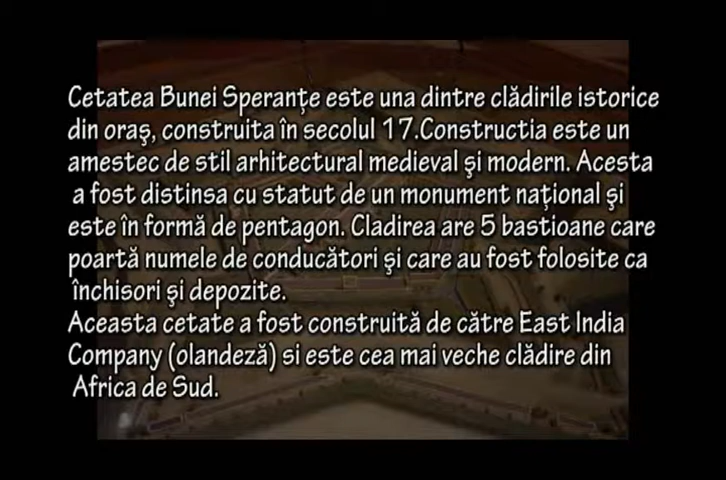 Cetatea Bunei Speranţe este una dintre clădirile istorice
din oraş, construita în secolul 17.Constructia este un
amestec de stil arhitectural medieval şi modern. Acesta
a fost distinsa cu statut de un monument naţional şi
este în formă de pentagon. Cladirea are 5 bastioane care
poartă numele de conducători şi care au fost folosite ca
închisori şi depozite.
Aceasta cetate a fost construită de către East India
Company (olandeză) si este cea mai veche clădire din
Africa de Sud.